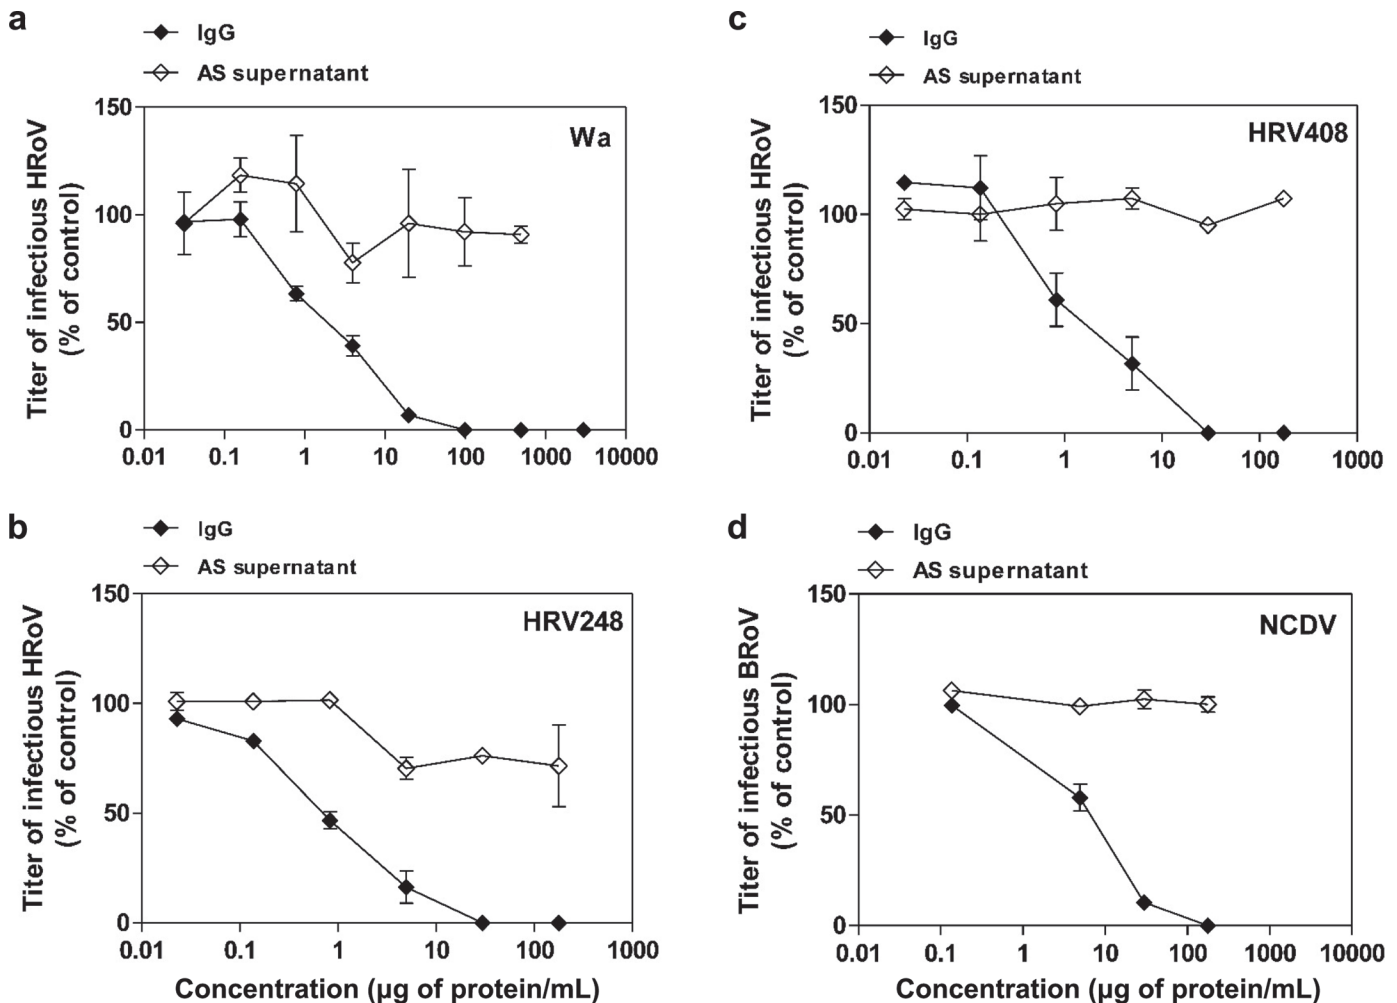 a
IgG
AS supernatant
Titer of infectious HRoV
(% of control)
150
100
50
0
Wa
0.01 0.1 1 10 100 1000 10000
c
IgG
AS supernatant
Titer of infectious HRoV
(% of control)
150
100
50
0
HRV408
0.01 0.1 1 10 100 1000
b
IgG
AS supernatant
Titer of infectious HRoV
(% of control)
150
100
50
0
HRV248
0.01 0.1 1 10 100 1000
Concentration (µg of protein/mL)
d
IgG
AS supernatant
Titer of infectious BRoV
(% of control)
150
100
50
0
NCDV
0.01 0.1 1 10 100 1000 10000
Concentration (µg of protein/mL)